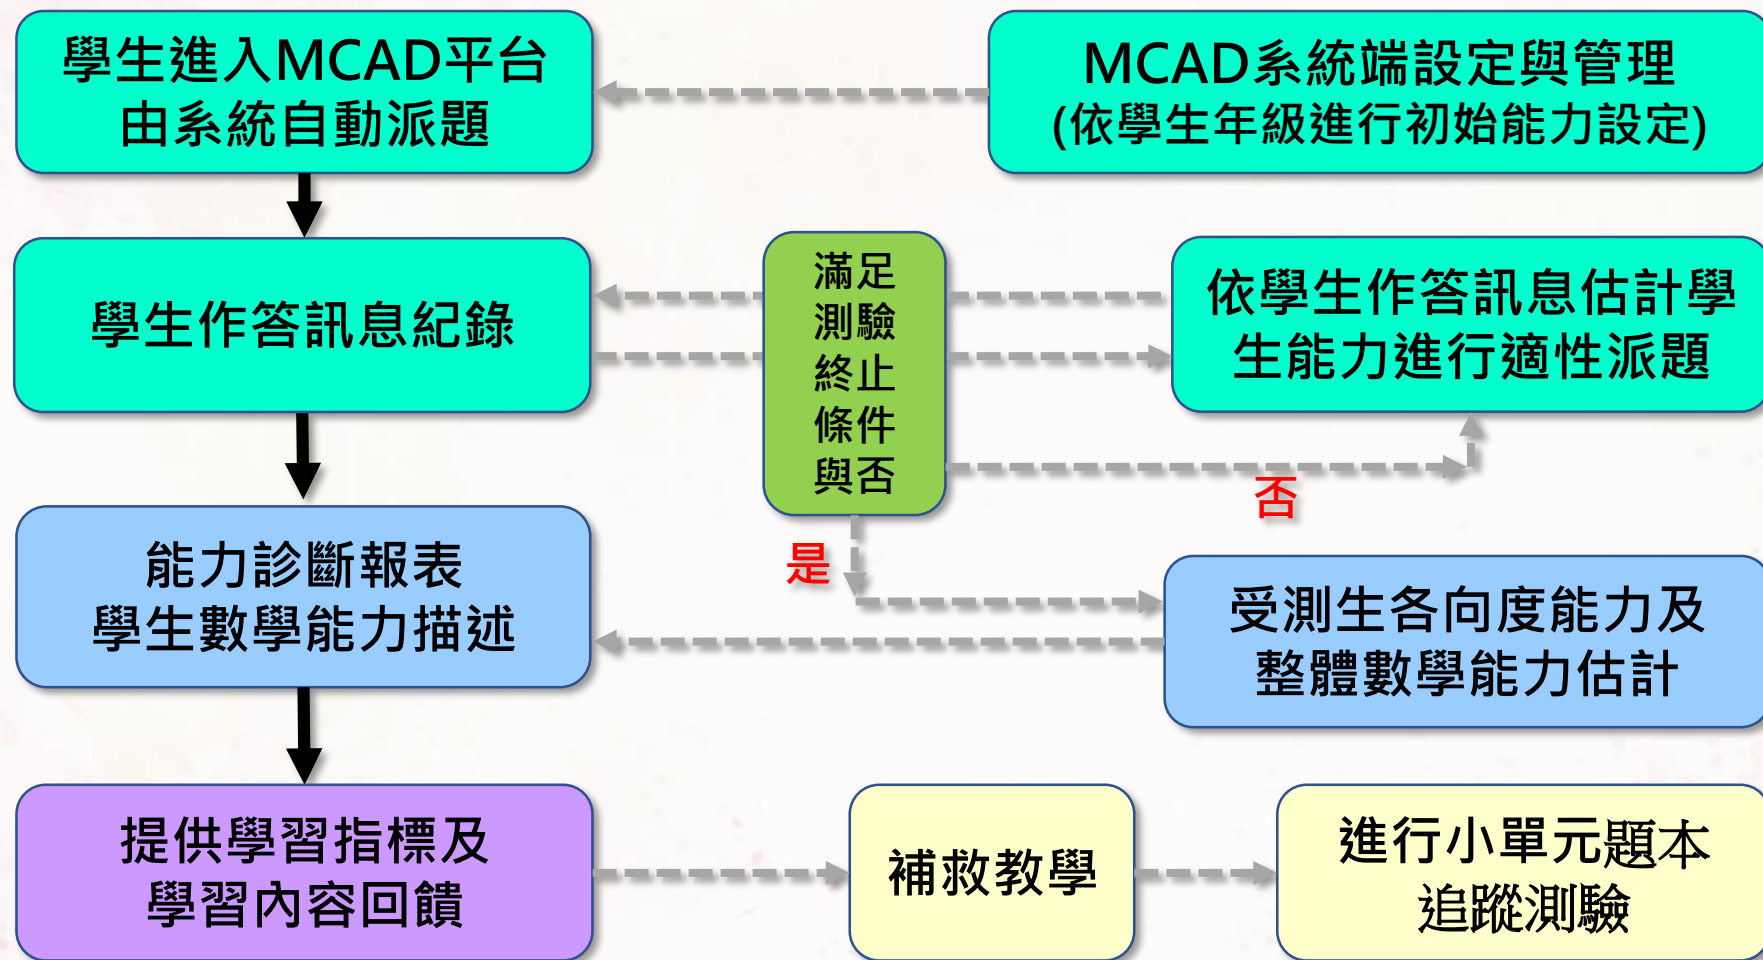 學生進入MCAD平台
由系統自動派題
MCAD系統端設定與管理
(依學生年級進行初始能力設定)
學生作答訊息紀錄
滿足
測驗
終止
條件
與否
依學生作答訊息估計學
生能力進行適性派題
否
是
能力診斷報表
學生數學能力描述
受測生各向度能力及
整體數學能力估計
提供學習指標及
學習內容回饋
補救教學
進行小單元題本
追蹤測驗